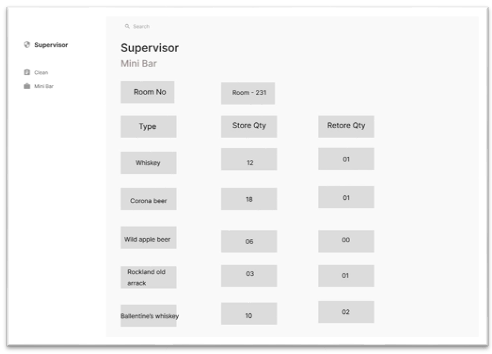 Supervisor
Clean
Mini Bar
Search
Supervisor
Mini Bar
Room No
Room - 231
Type
Store Qty
Retore Qty
Whiskey
12
01
Corona beer
18
01
Wild apple beer
06
00
Rockland old
arrack
03
01
Ballentine's whiskey
10
02